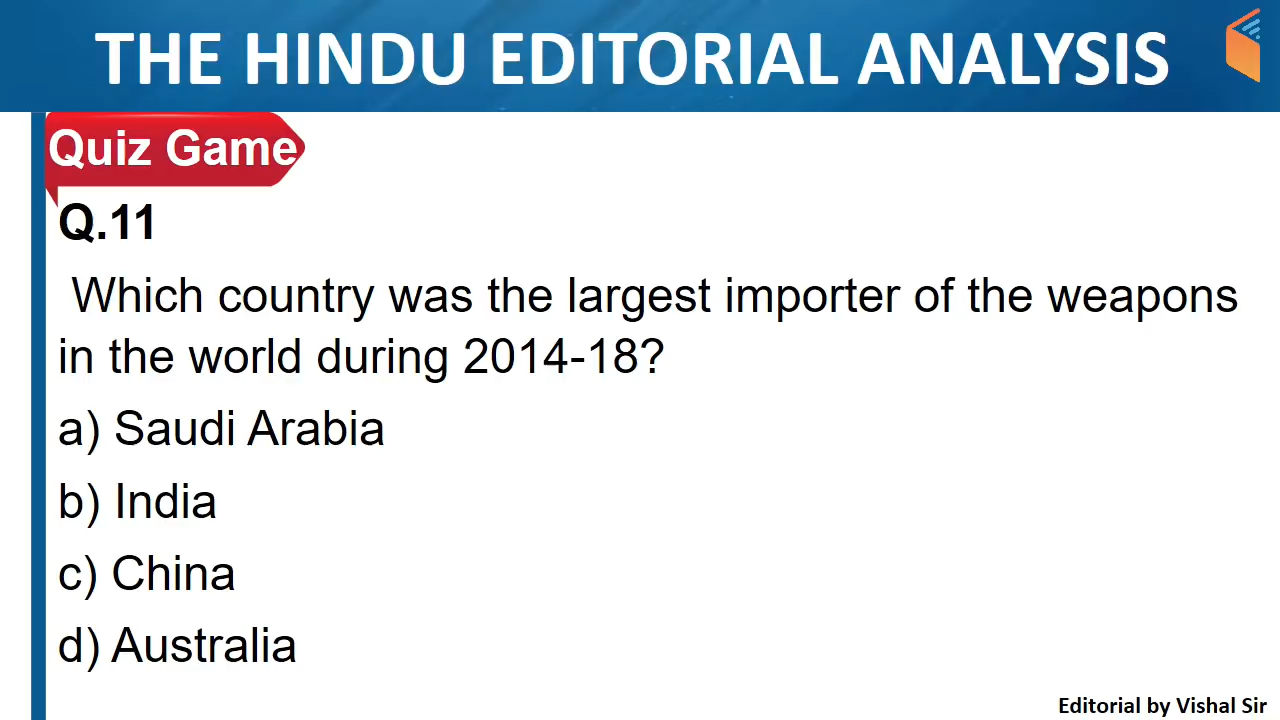 THE HINDU EDITORIAL ANALYSIS
Quiz Game
Q.11
Which country was the largest importer of the weapons
in the world during 2014-18?
a) Saudi Arabia
b) India
c) China
d) Australia
Editorial by Vishal Sir